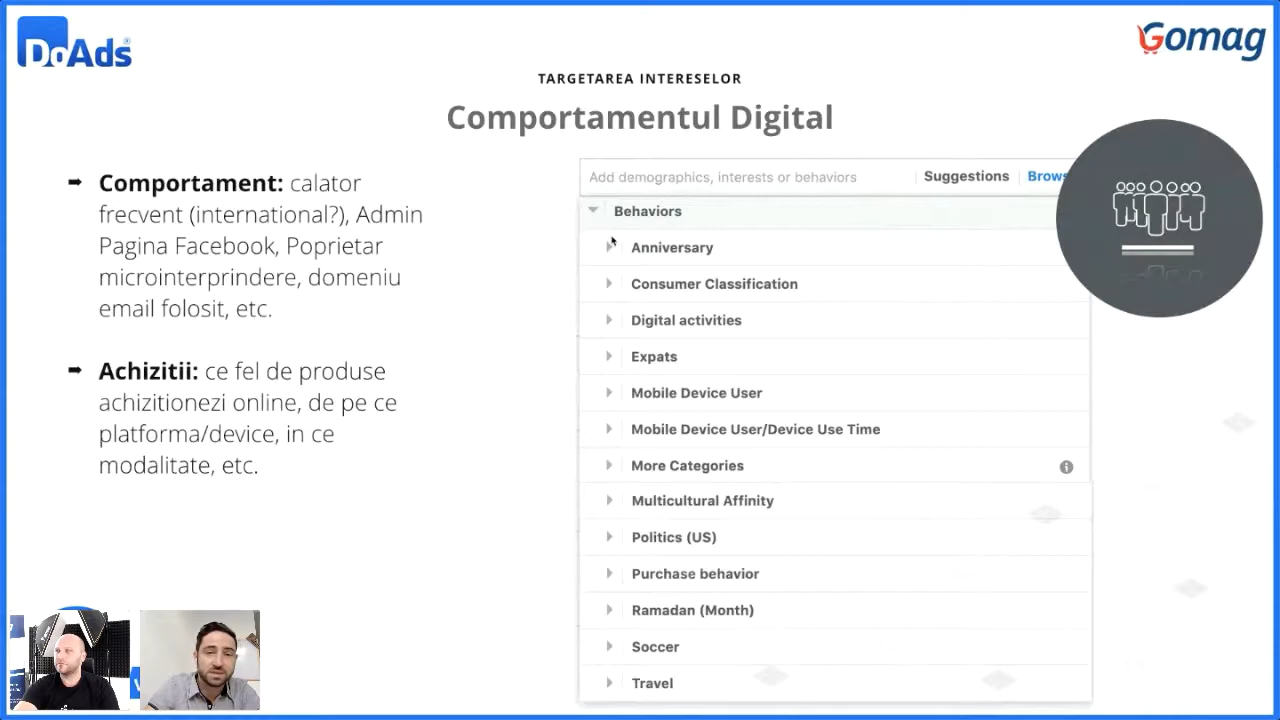 DoAds
Gomag
TARGETAREA INTERESELOR
Comportamentul Digital
➡ Comportament: calator
frecvent (international?), Admin
Pagina Facebook, Poprietar
microinterprindere, domeniu
email folosit, etc.
➡ Achizitii: ce fel de produse
achizitionezi online, de pe ce
platforma/device, in ce
modalitate, etc.
Add demographics, interests or behaviors
Suggestions
Brows
Behaviors
Anniversary
Consumer Classification
Digital activities
Expats
Mobile Device User
Mobile Device User/Device Use Time
More Categories
Multicultural Affinity
Politics (US)
Purchase behavior
Ramadan (Month)
Soccer
Travel